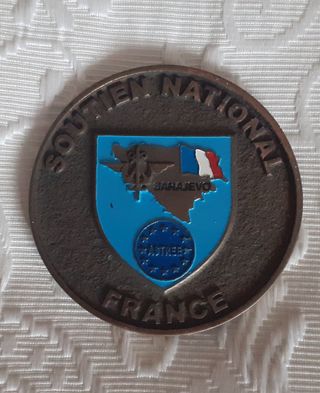 SOUTIEN NATIONAL
SARAJEVO
ASTREE
FRANCE